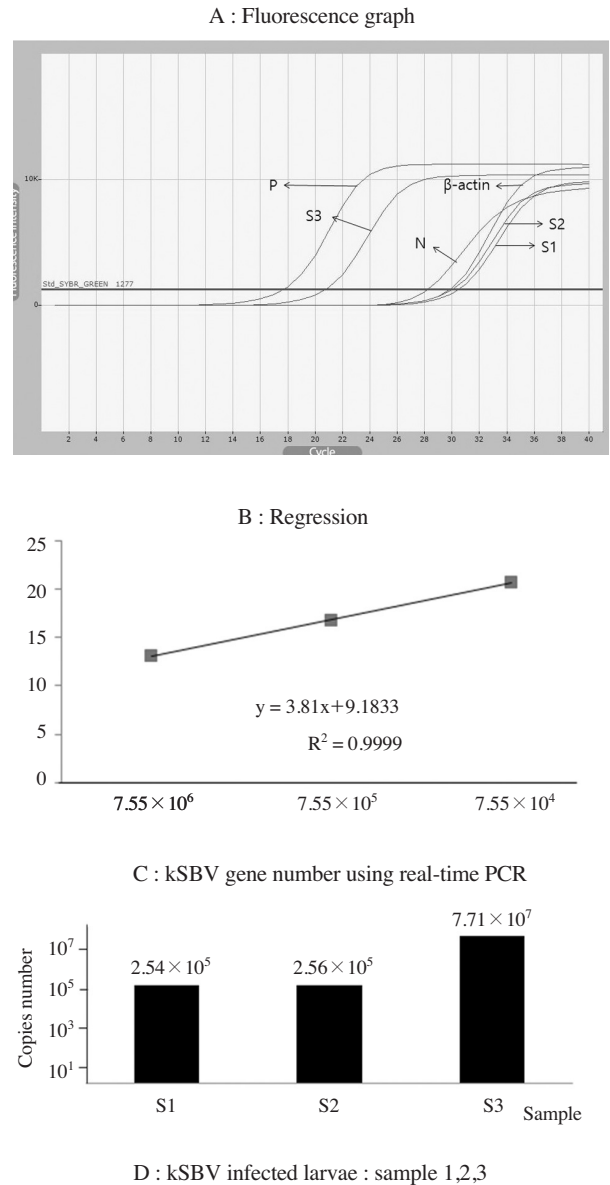 A : Fluorescence graph
Fluorescence Intensity
10K
0
Std_SYBR_GREEN 1277
P
S3
N
β-actin
S2
S1
2 4 6 8 10 12 14 16 18 20 22 24 26 28 30 32 34 36 38 40
Cycle
B : Regression
25
20
15
10
5
0
y = 3.81x+9.1833
R² = 0.9999
7.55×10⁶ 7.55×10⁵ 7.55×10⁴
C : kSBV gene number using real-time PCR
Copies number
10⁷
10⁵
10³
10¹
2.54×10⁵
2.56×10⁵
7.71×10⁷
S1 S2 S3 Sample
D : kSBV infected larvae : sample 1,2,3